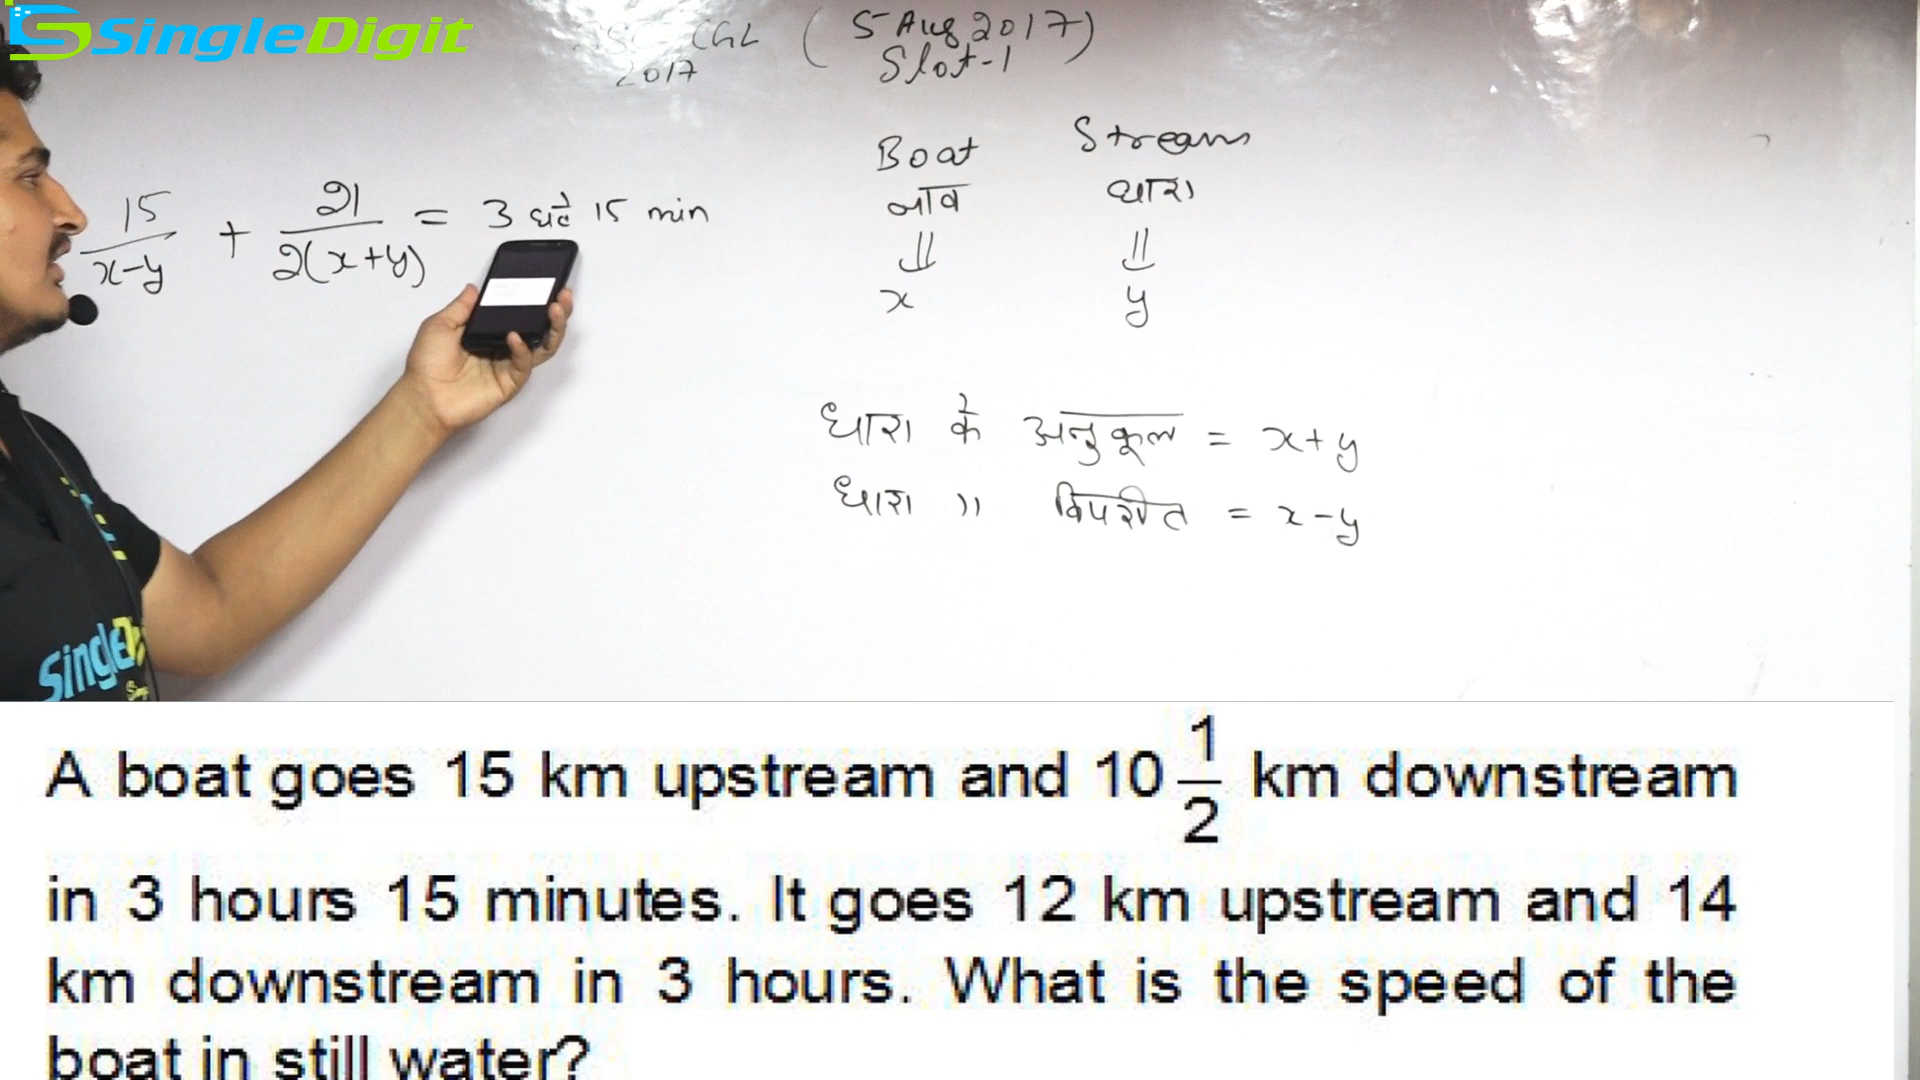 SingleDigit
CGL (5 Aug 2017)
2017 Slot-1
Boat Stream
नाव धारा
x y
15/(x-y) + 21/(2(x+y)) = 3 घंटे 15 min
धारा के अनुकूल = x+y
धारा " विपरीत = x-y
Single
A boat goes 15 km upstream and 10 1/2 km downstream
in 3 hours 15 minutes. It goes 12 km upstream and 14
km downstream in 3 hours. What is the speed of the
boat in still water?